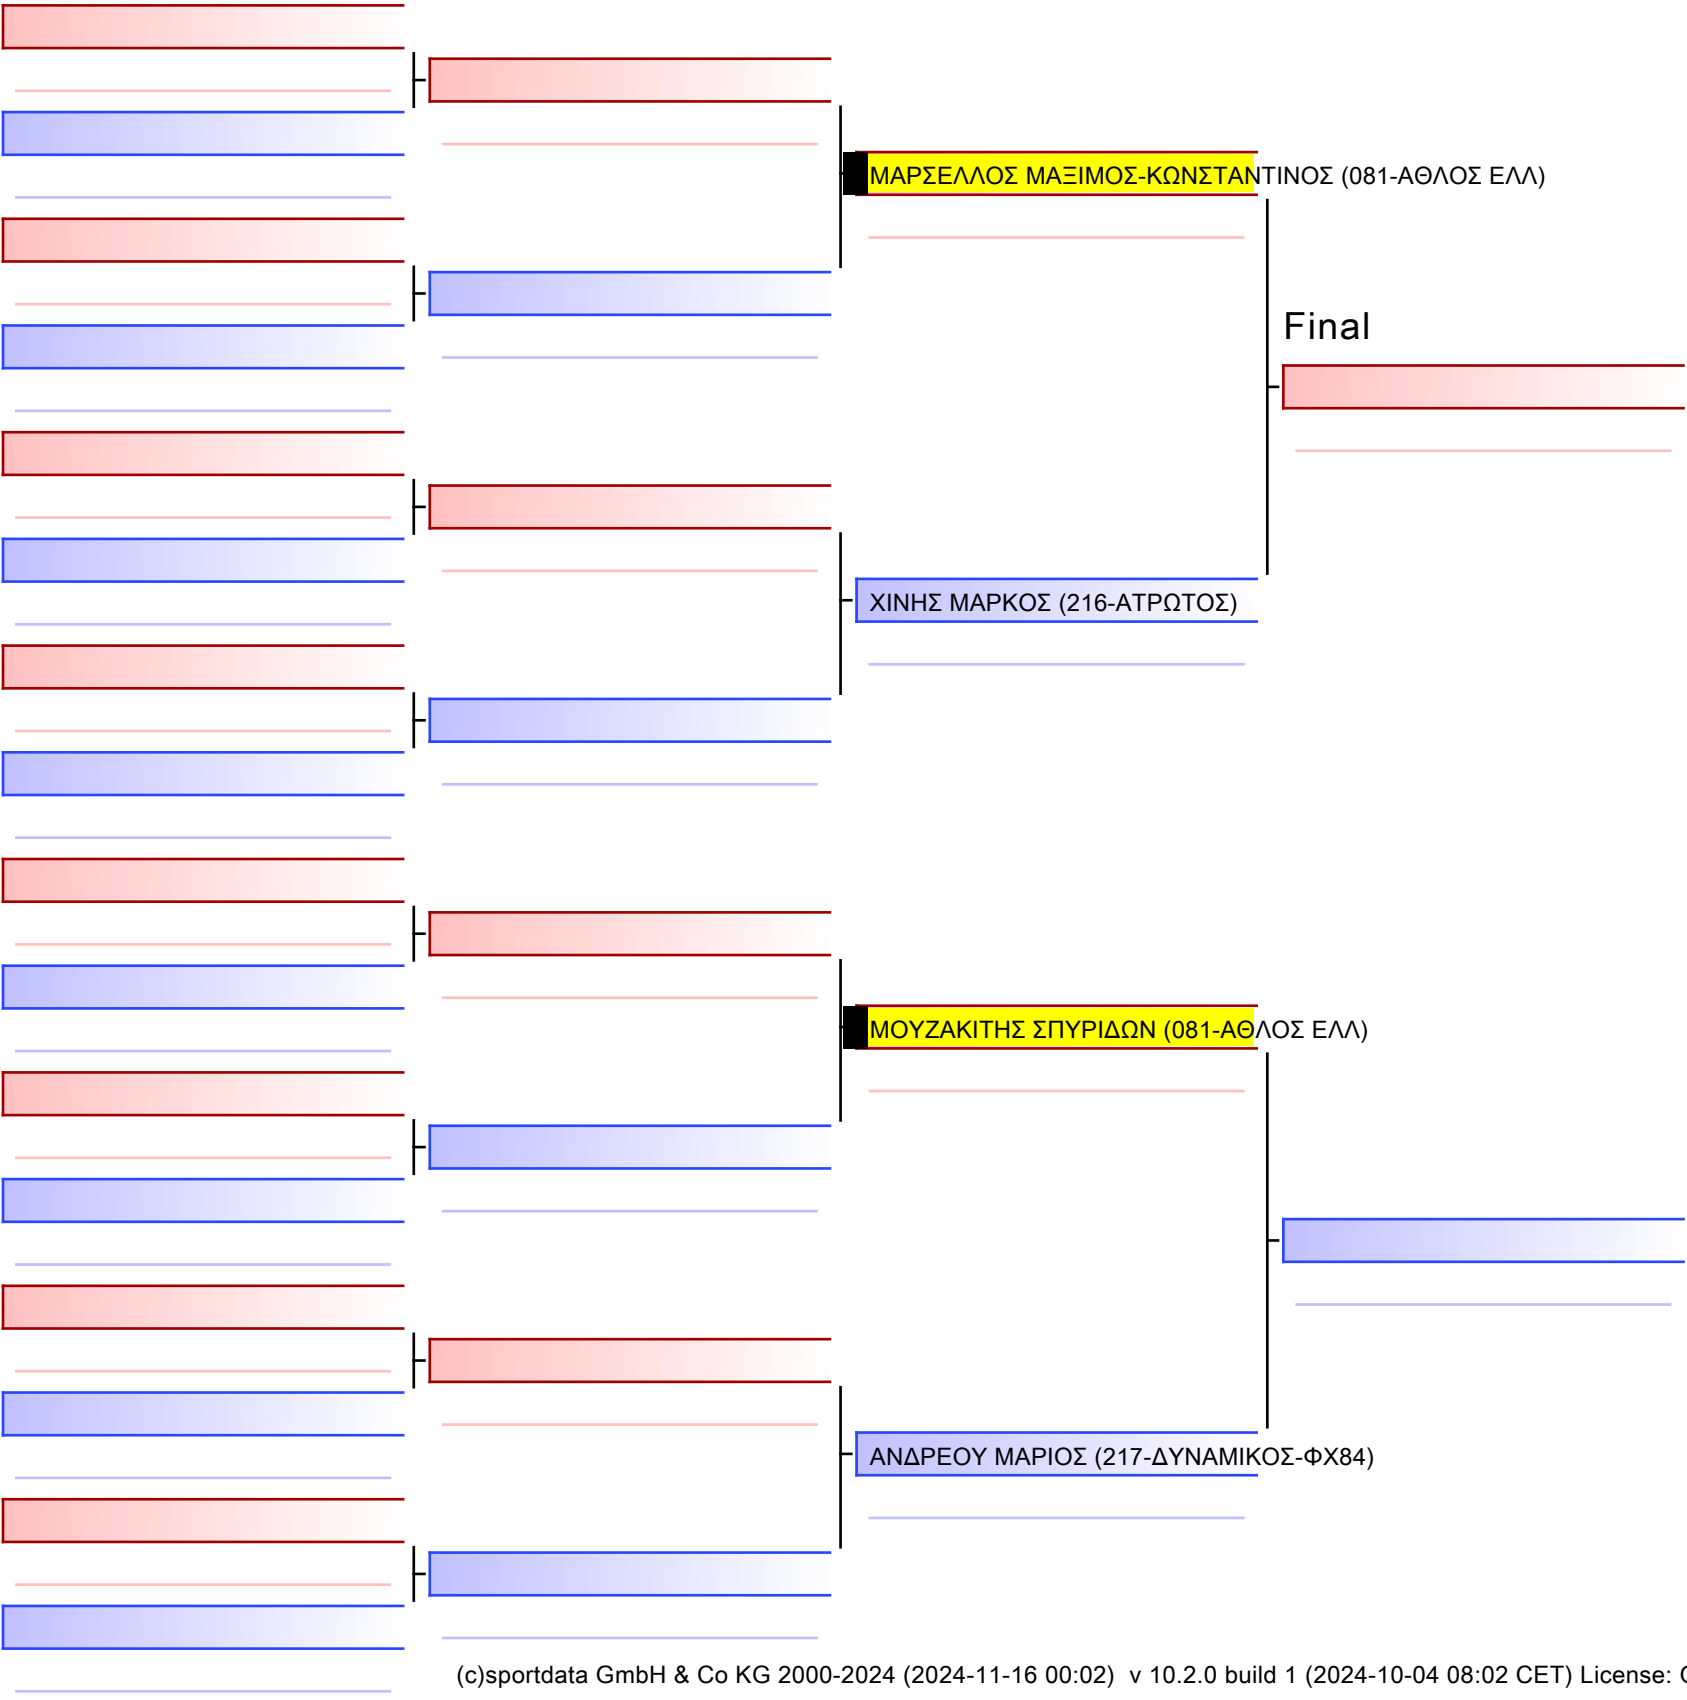 ΜΑΡΣΕΛΛΟΣ ΜΑΞΙΜΟΣ-ΚΩΝΣΤΑΝΤΙΝΟΣ (081-ΑΘΛΟΣ ΕΛΛ)
Final
ΧΙΝΗΣ ΜΑΡΚΟΣ (216-ΑΤΡΩΤΟΣ)
ΜΟΥΖΑΚΙΤΗΣ ΣΠΥΡΙΔΩΝ (081-ΑΘΛΟΣ ΕΛΛ)
ΑΝΔΡΕΟΥ ΜΑΡΙΟΣ (217-ΔΥΝΑΜΙΚΟΣ-ΦΧ84)
(c)sportdata GmbH & Co KG 2000-2024 (2024-11-16 00:02) v 10.2.0 build 1 (2024-10-04 08:02 CET) License: